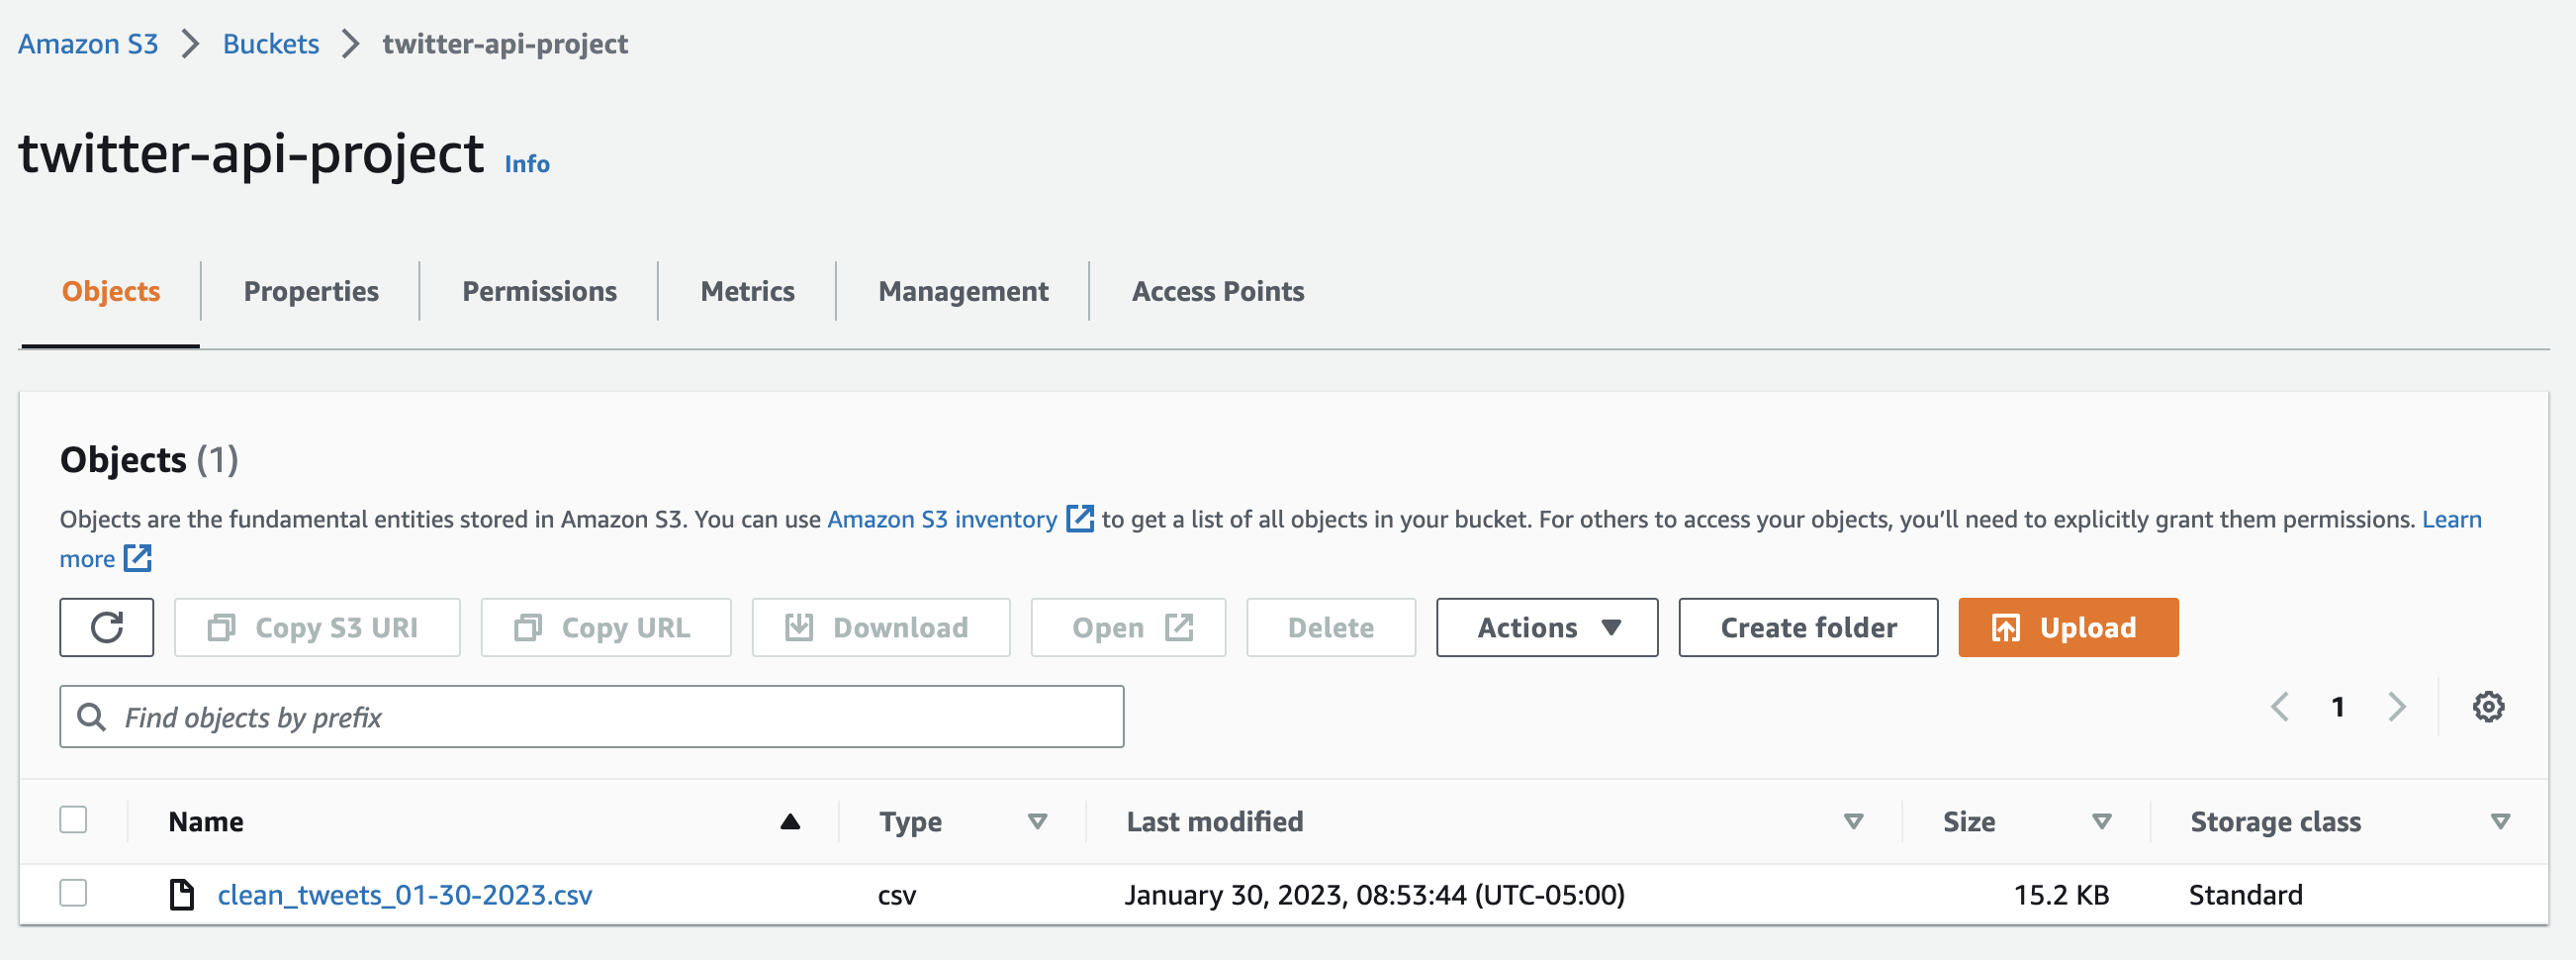 Amazon S3 > Buckets > twitter-api-project
twitter-api-project Info
Objects Properties Permissions Metrics Management Access Points
Objects (1)
Objects are the fundamental entities stored in Amazon S3. You can use Amazon S3 inventory to get a list of all objects in your bucket. For others to access your objects, you’ll need to explicitly grant them permissions. Learn
more
Copy S3 URI Copy URL Download Open Delete Actions Create folder Upload
Find objects by prefix 1
Name Type Last modified Size Storage class
clean_tweets_01-30-2023.csv csv January 30, 2023, 08:53:44 (UTC-05:00) 15.2 KB Standard